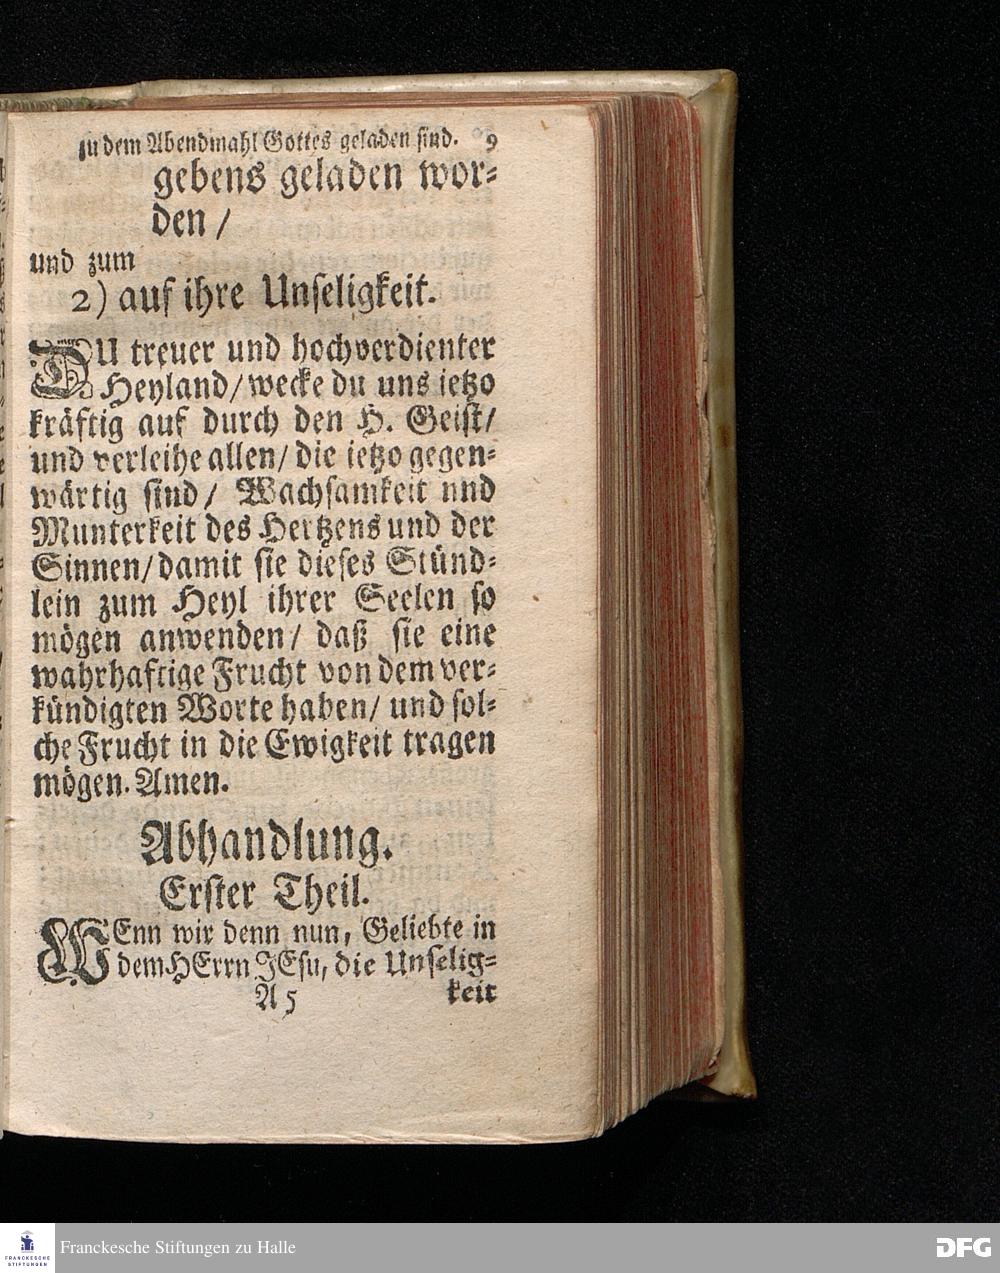 zu dem Abendmahl Gottes geladen sind. 9
gebens geladen wor-
den /
und zum
2) auf ihre Unseligkeit.
DU treuer und hochverdienter
Heyland/ wecke du uns ietzo
kräftig auf durch den H. Geist/
und verleihe allen/ die ietzo gegen-
wärtig sind/ Wachsamkeit und
Munterkeit des Hertzens und der
Sinnen/ damit sie dieses Stünd-
lein zum Heyl ihrer Seelen so
mögen anwenden/ daß sie eine
wahrhaftige Frucht von dem ver-
kündigten Worte haben/ und sol-
che Frucht in die Ewigkeit tragen
mögen. Amen.
Abhandlung.
Erster Theil.
WEnn wir denn nun, Geliebte in
dem HErrn JEsu, die Unselig-
A 5 keit
FRANCKESCHE
STIFTUNGEN
Franckesche Stiftungen zu Halle
DFG